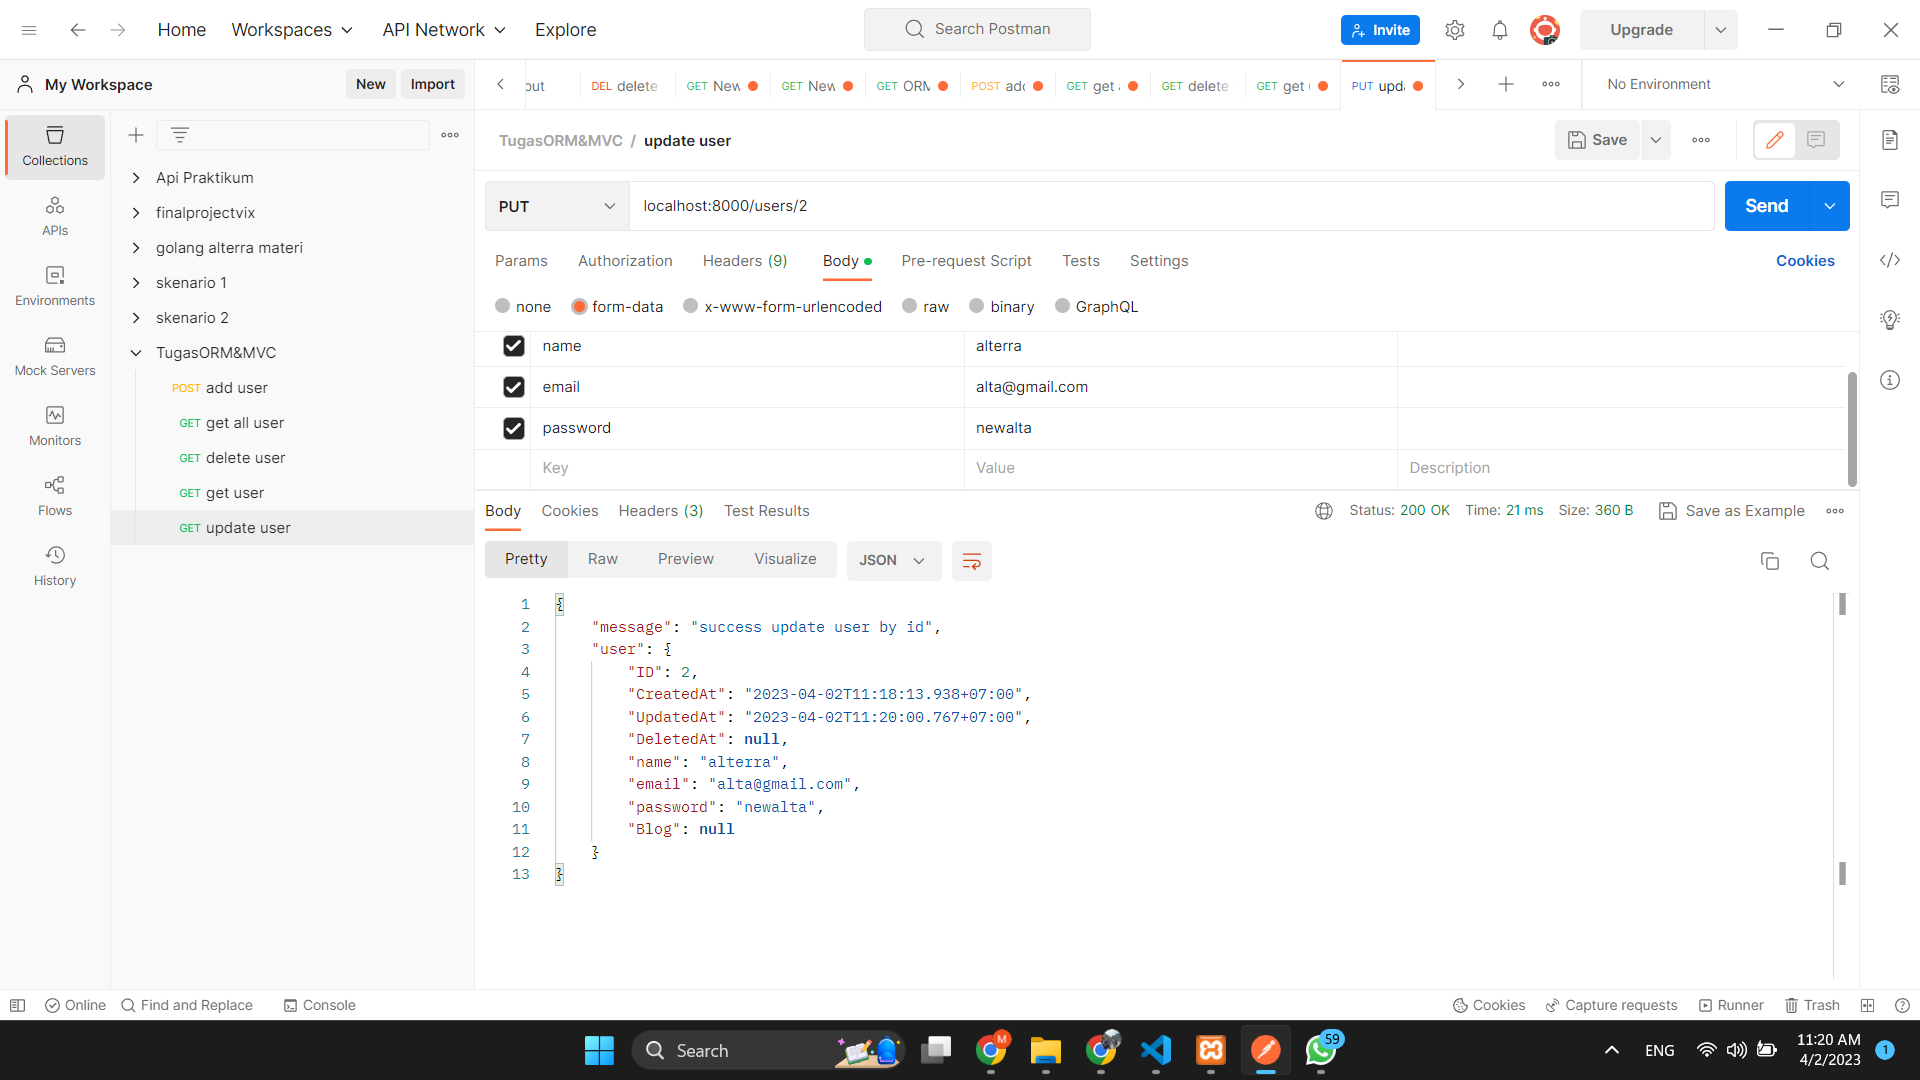 Home
Workspaces
API Network
Explore
Search Postman
Invite
Upgrade
My Workspace
New
Import
out
DEL delete
GET New
GET New
GET ORM
POST add
GET get
GET delete
GET get
PUT upd
No Environment
Collections
APIs
Environments
Mock Servers
Monitors
Flows
History
Api Praktikum
finalprojectvix
golang alterra materi
skenario 1
skenario 2
TugasORM&MVC
POST add user
GET get all user
GET delete user
GET get user
GET update user
TugasORM&MVC / update user
Save
PUT
localhost:8000/users/2
Send
Params
Authorization
Headers (9)
Body
Pre-request Script
Tests
Settings
Cookies
none
form-data
x-www-form-urlencoded
raw
binary
GraphQL
name alterra
email alta@gmail.com
password newalta
Key Value Description
Body
Cookies
Headers (3)
Test Results
Status: 200 OK
Time: 21 ms
Size: 360 B
Save as Example
Pretty
Raw
Preview
Visualize
JSON
1 {
2 "message": "success update user by id",
3 "user": {
4 "ID": 2,
5 "CreatedAt": "2023-04-02T11:18:13.938+07:00",
6 "UpdatedAt": "2023-04-02T11:20:00.767+07:00",
7 "DeletedAt": null,
8 "name": "alterra",
9 "email": "alta@gmail.com",
10 "password": "newalta",
11 "Blog": null
12 }
13 }
Online
Find and Replace
Console
Cookies
Capture requests
Runner
Trash
Search
M
59
ENG
11:20 AM
4/2/2023
1